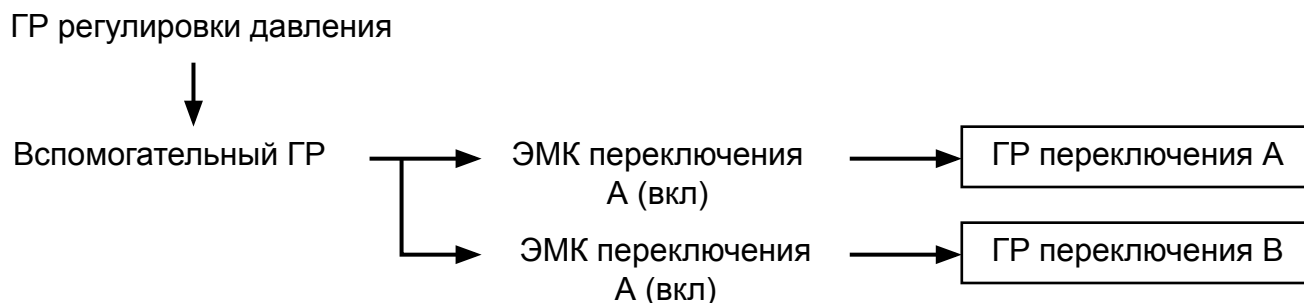 ГР регулировки давления
Вспомогательный ГР
ЭМК переключения
А (вкл)
ГР переключения А
ЭМК переключения
А (вкл)
ГР переключения В